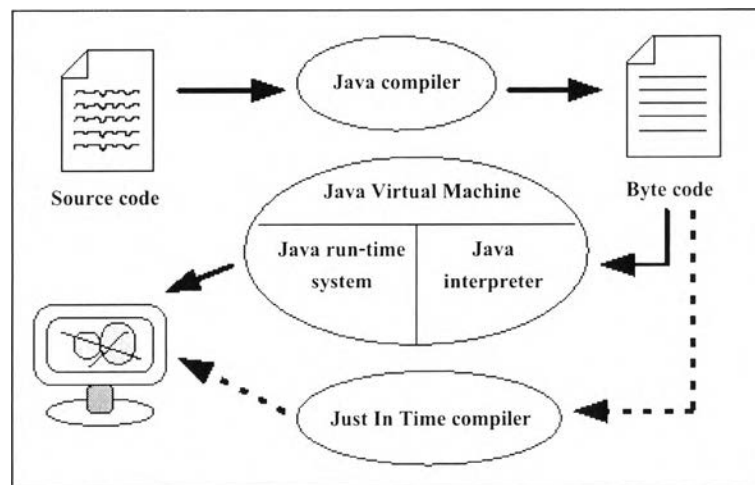 Java compiler
Source code
Byte code
Java Virtual Machine
Java run-time
system
Java
interpreter
Just In Time compiler